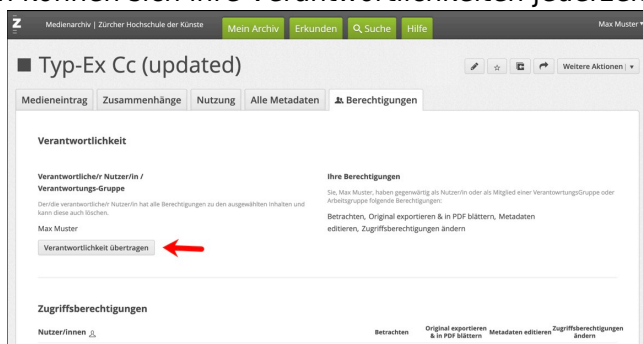 Z Medienarchiv | Zürcher Hochschule der Künste Mein Archiv Erkunden Suche Hilfe Max Muster
Typ-Ex Cc (updated) Weitere Aktionen
Medieneintrag Zusammenhänge Nutzung Alle Metadaten Berechtigungen
Verantwortlichkeit
Verantwortliche/r Nutzer/in /
Verantwortungs-Gruppe
Der/die verantwortliche/r Nutzer/in hat alle Berechtigungen zu den ausgewählten Inhalten und
kann diese auch löschen.
Max Muster
Verantwortlichkeit übertragen
Ihre Berechtigungen
Sie, Max Muster, haben gegenwärtig als Nutzer/in oder als Mitglied einer VerantowrtungsGruppe oder
Arbeitsgruppe folgende Berechtigungen:
Betrachten, Original exportieren & in PDF blättern, Metadaten
editieren, Zugriffsberechtigungen ändern
Zugriffsberechtigungen
Nutzer/innen Betrachten Original exportieren & in PDF blättern Metadaten editieren Zugriffsberechtigungen ändern